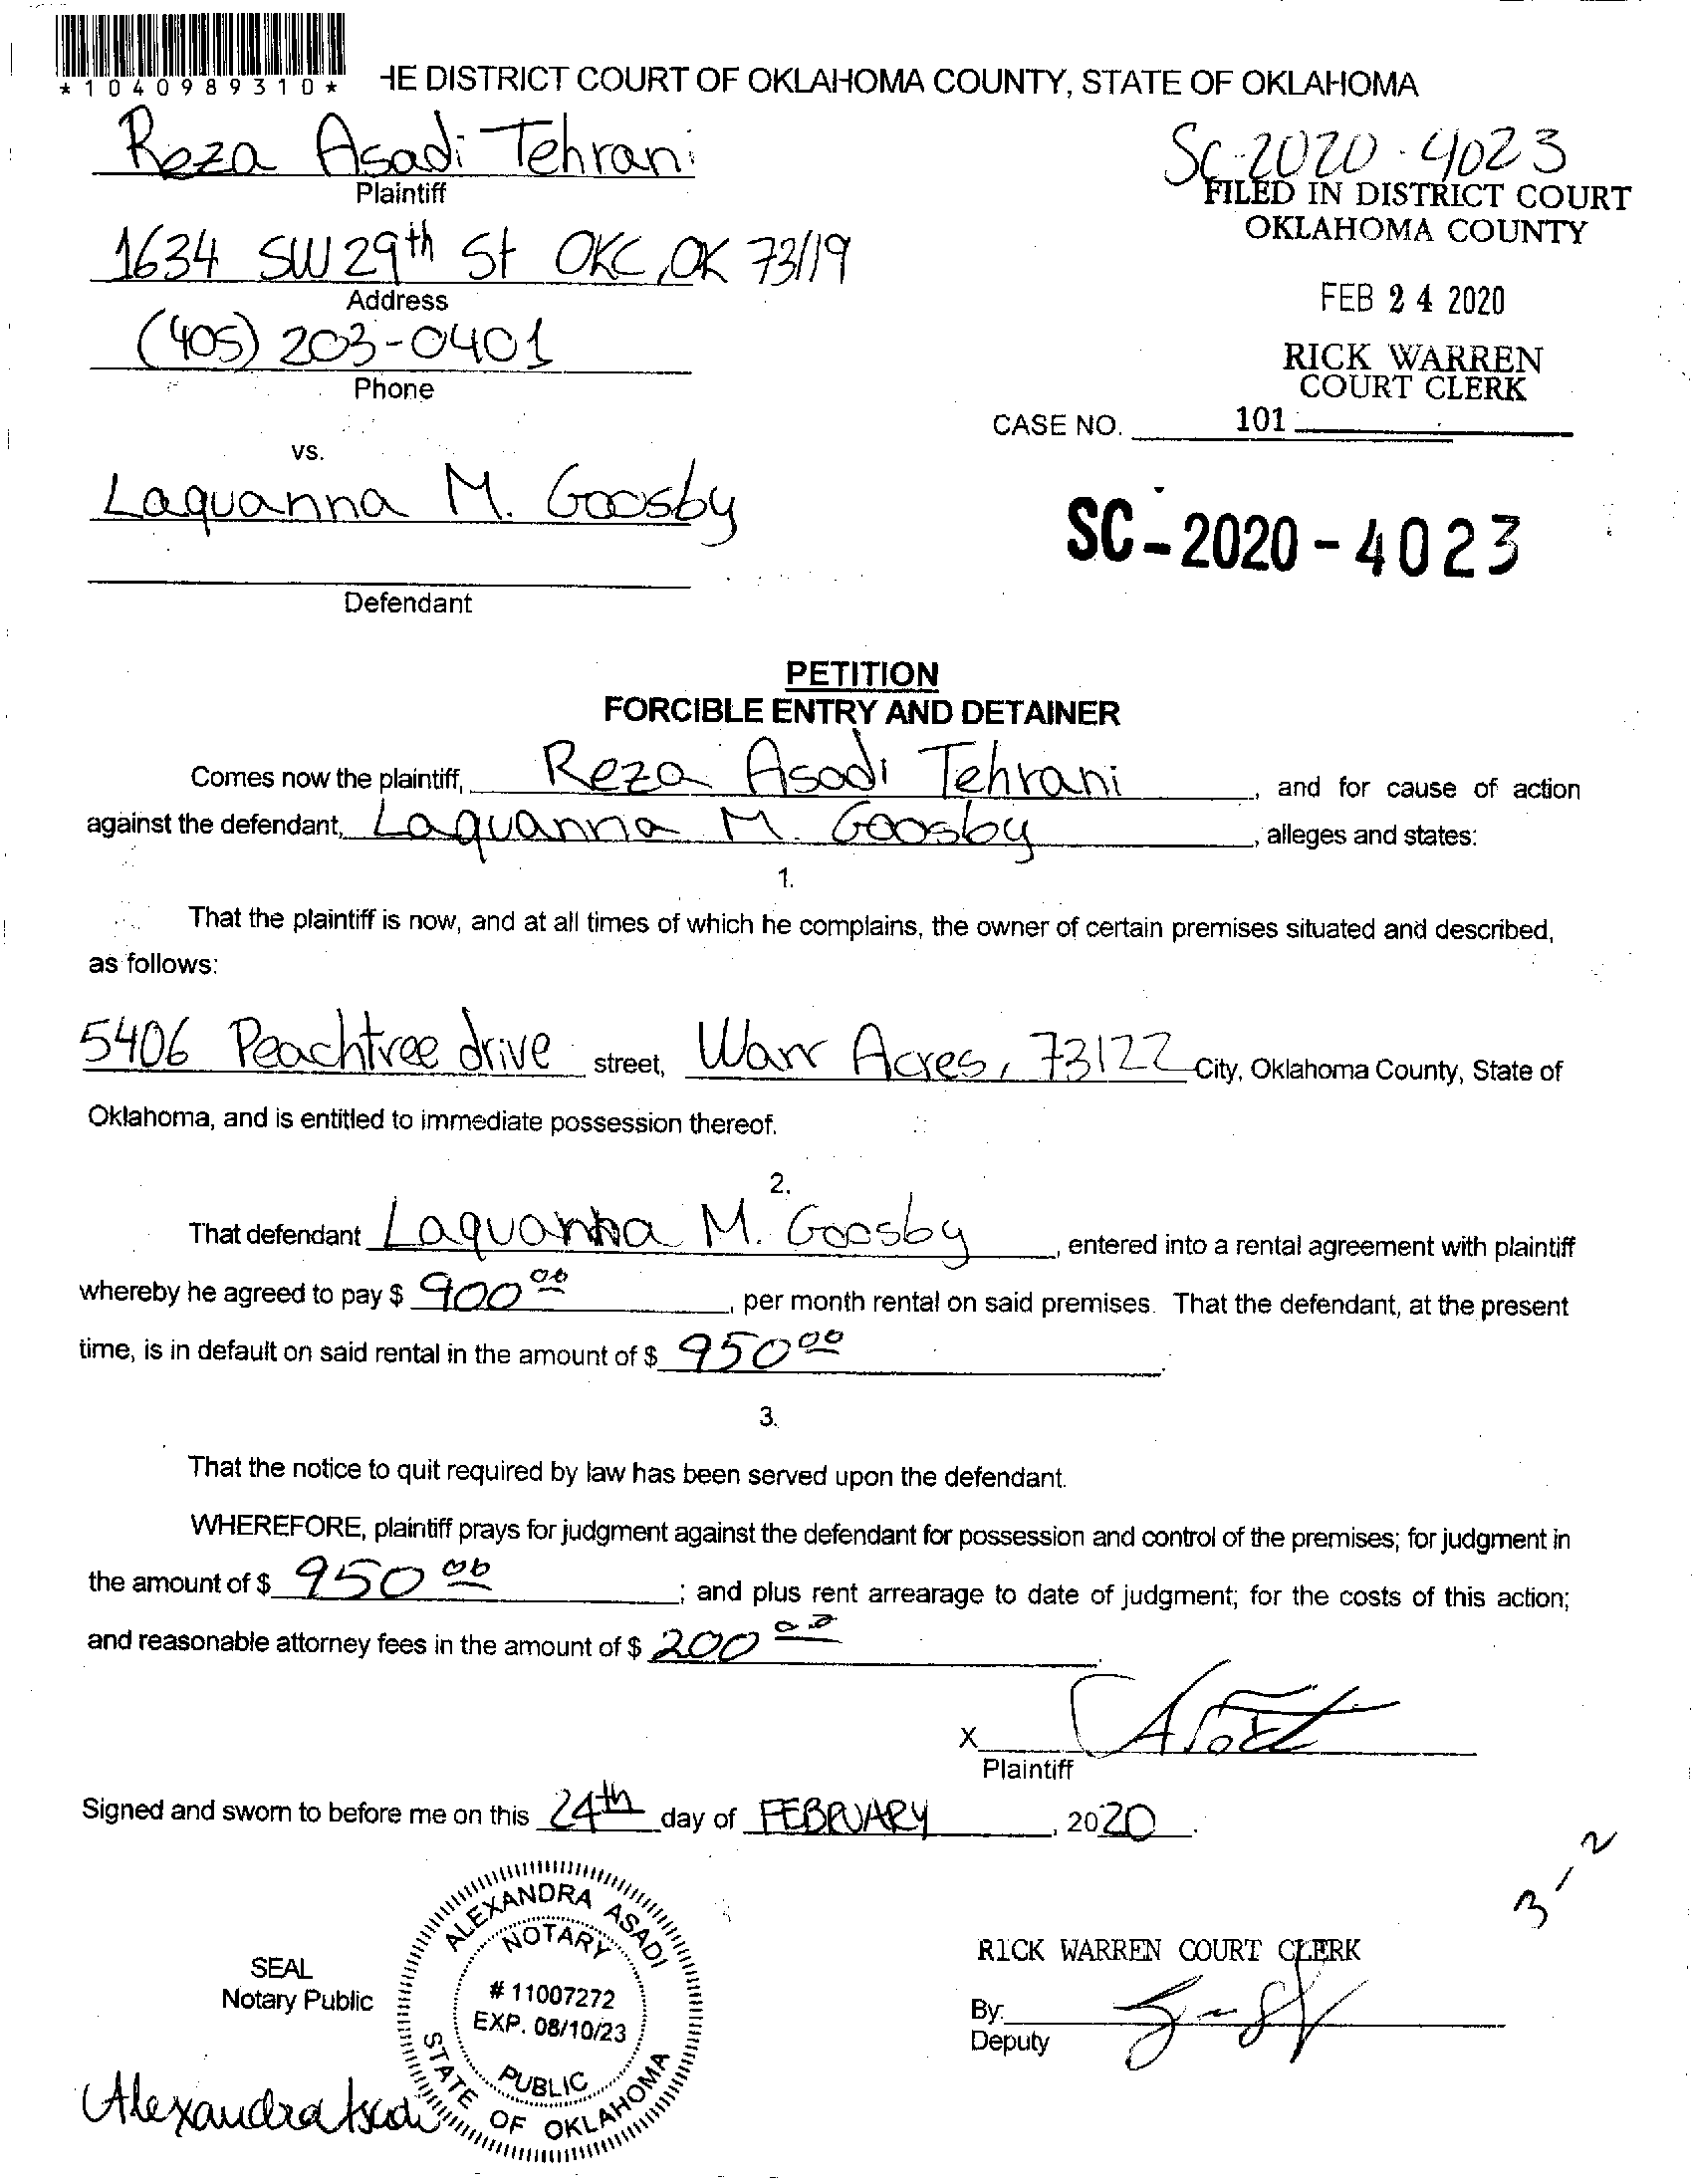 *1040989310*
HE DISTRICT COURT OF OKLAHOMA COUNTY, STATE OF OKLAHOMA
Reza Asadi Tehrani
Plaintiff
SC-2020-4023
FILED IN DISTRICT COURT
OKLAHOMA COUNTY
1634 SW 29th St OKC, OK 73119
Address
FEB 24 2020
(405) 203-0401
Phone
RICK WARREN
COURT CLERK
CASE NO. 101
vs.
Laquanna M. Goosby
SC-2020-4023
Defendant
PETITION
FORCIBLE ENTRY AND DETAINER
Comes now the plaintiff, Reza Asadi Tehrani, and for cause of action
against the defendant, Laquanna M. Goosby, alleges and states:
1.
That the plaintiff is now, and at all times of which he complains, the owner of certain premises situated and described,
as follows:
5406 Peachtree drive street, Warr Acres, 73122 City, Oklahoma County, State of
Oklahoma, and is entitled to immediate possession thereof.
2.
That defendant Laquanna M. Goosby, entered into a rental agreement with plaintiff
whereby he agreed to pay $ 900 00, per month rental on said premises. That the defendant, at the present
time, is in default on said rental in the amount of $ 950 00.
3.
That the notice to quit required by law has been served upon the defendant.
WHEREFORE, plaintiff prays for judgment against the defendant for possession and control of the premises; for judgment in
the amount of $ 950 00; and plus rent arrearage to date of judgment; for the costs of this action;
and reasonable attorney fees in the amount of $ 200 00.
X
Plaintiff
Signed and sworn to before me on this 24th day of FEBRUARY, 2020.
3-2
ALEXANDRA ASADI
NOTARY
# 11007272
EXP. 08/10/23
PUBLIC
STATE OF OKLAHOMA
SEAL
Notary Public
RICK WARREN COURT CLERK
By:
Deputy
Alexandra Asadi